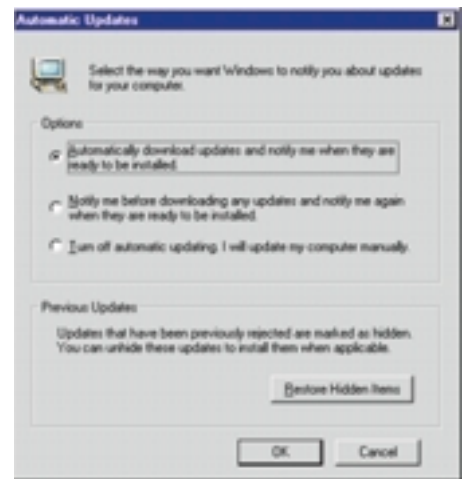 Automatic Updates
Select the way you want Windows to notify you about updates
for your computer.
Options
Automatically download updates and notify me when they are
ready to be installed.
Notify me before downloading any updates and notify me again
when they are ready to be installed.
Turn off automatic updating. I will update my computer manually.
Previous Updates
Updates that have been previously rejected are marked as hidden.
You can unhide these updates to install them when applicable.
Restore Hidden Items
OK
Cancel